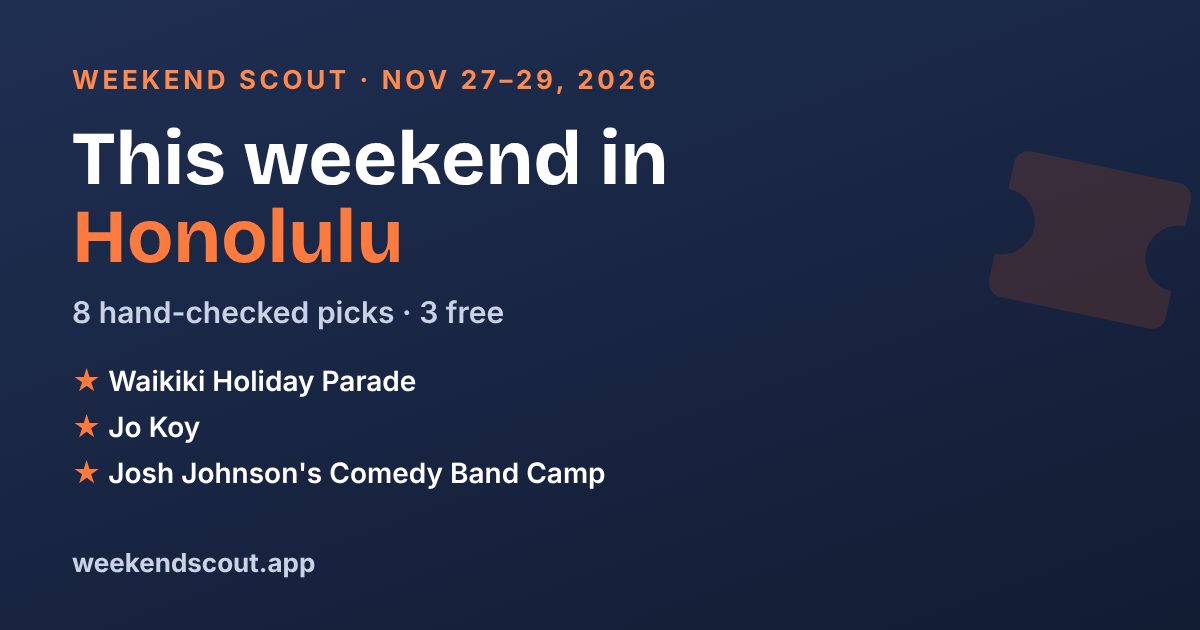 WEEKEND SCOUT · NOV 27–29, 2026
This weekend in
Honolulu
8 hand-checked picks · 3 free
★ Waikiki Holiday Parade
★ Jo Koy
★ Josh Johnson's Comedy Band Camp
weekendscout.app